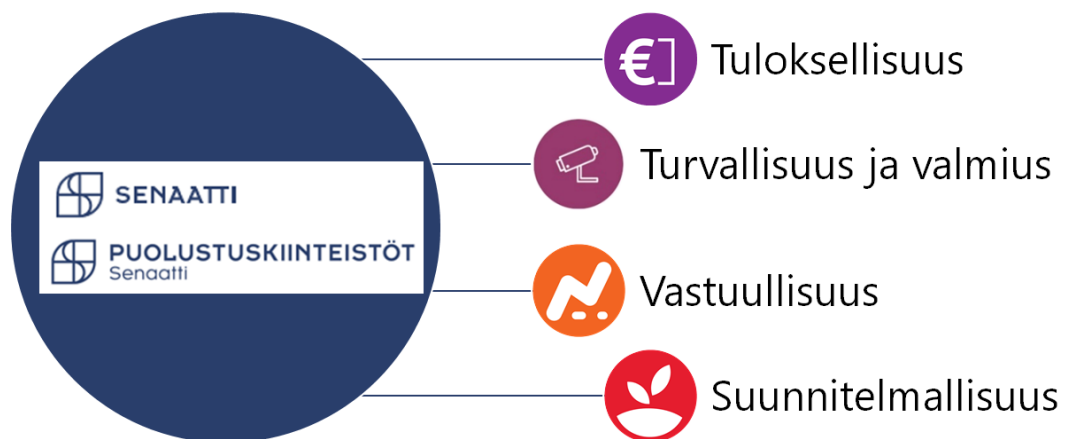 SENAATTI
PUOLUSTUSKIINTEISTÖT
Senaatti
€
Tuloksellisuus
Turvallisuus ja valmius
Vastuullisuus
Suunnitelmallisuus